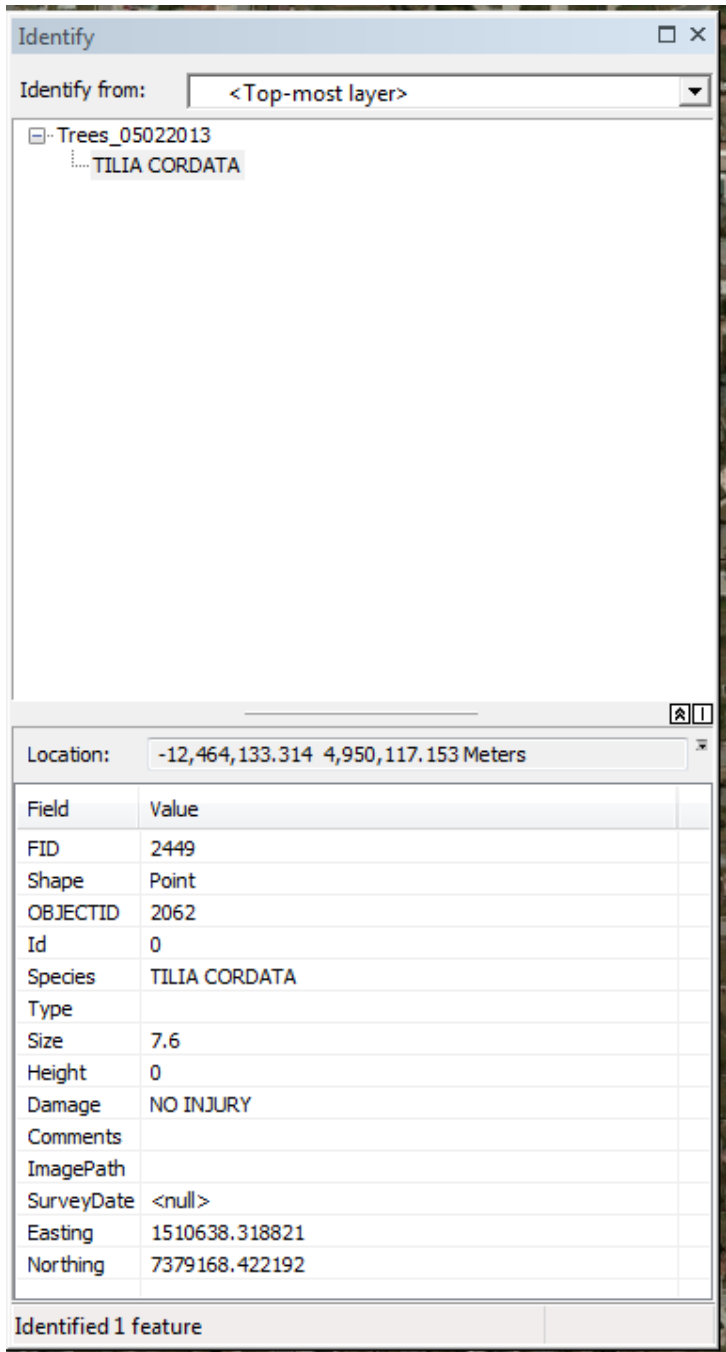 Identify
Identify from: <Top-most layer>
Trees_05022013
TILIA CORDATA
Location: -12,464,133.314 4,950,117.153 Meters
Field Value
FID 2449
Shape Point
OBJECTID 2062
Id 0
Species TILIA CORDATA
Type
Size 7.6
Height 0
Damage NO INJURY
Comments
ImagePath
SurveyDate <null>
Easting 1510638.318821
Northing 7379168.422192
Identified 1 feature